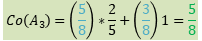 Co(A₃) = (5/8) * 2/5 + (3/8) 1 = 5/8